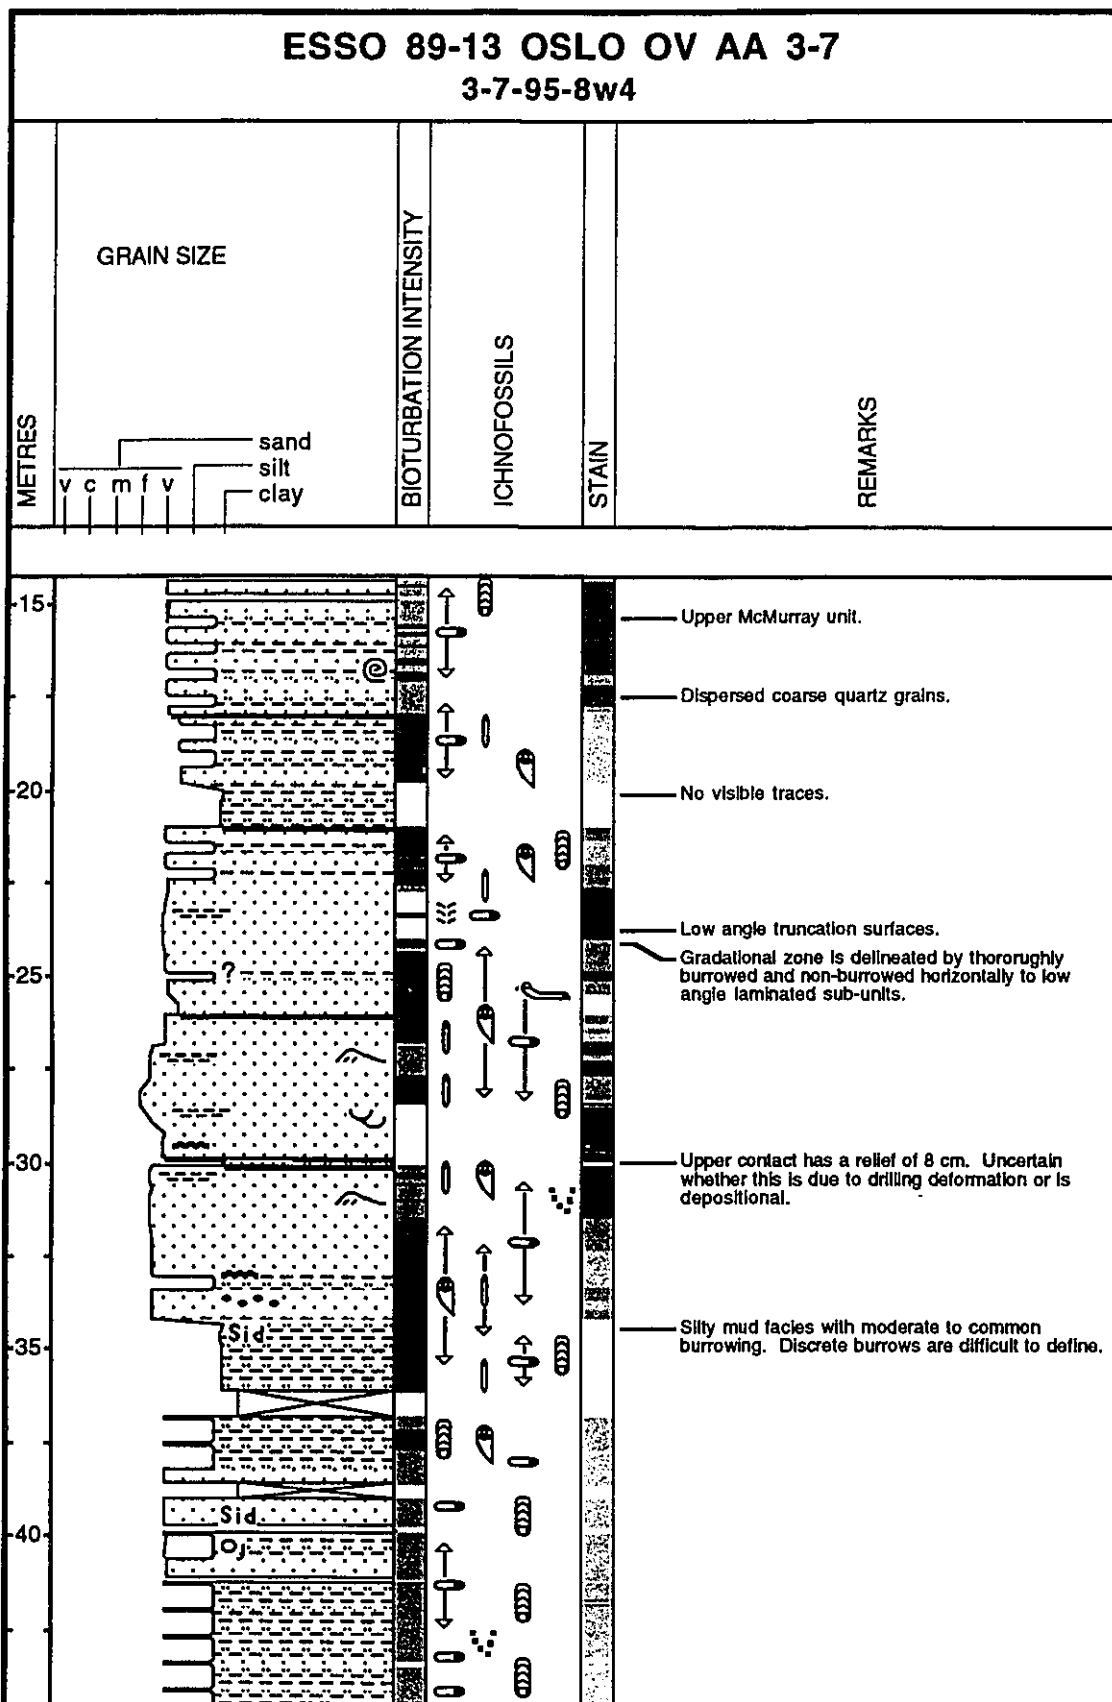 ESSO 89-13 OSLO OV AA 3-7
3-7-95-8w4
METRES
GRAIN SIZE
sand
silt
clay
v c m f v
BIOTURBATION INTENSITY
ICHNOFOSSILS
STAIN
REMARKS
15
Upper McMurray unit.
Dispersed coarse quartz grains.
20
No visible traces.
Low angle truncation surfaces.
Gradational zone is delineated by thororughly
burrowed and non-burrowed horizontally to low
angle laminated sub-units.
?
25
30
Upper contact has a relief of 8 cm. Uncertain
whether this is due to drilling deformation or is
depositional.
Sid
35
Silty mud facies with moderate to common
burrowing. Discrete burrows are difficult to define.
Sid
40
Oj